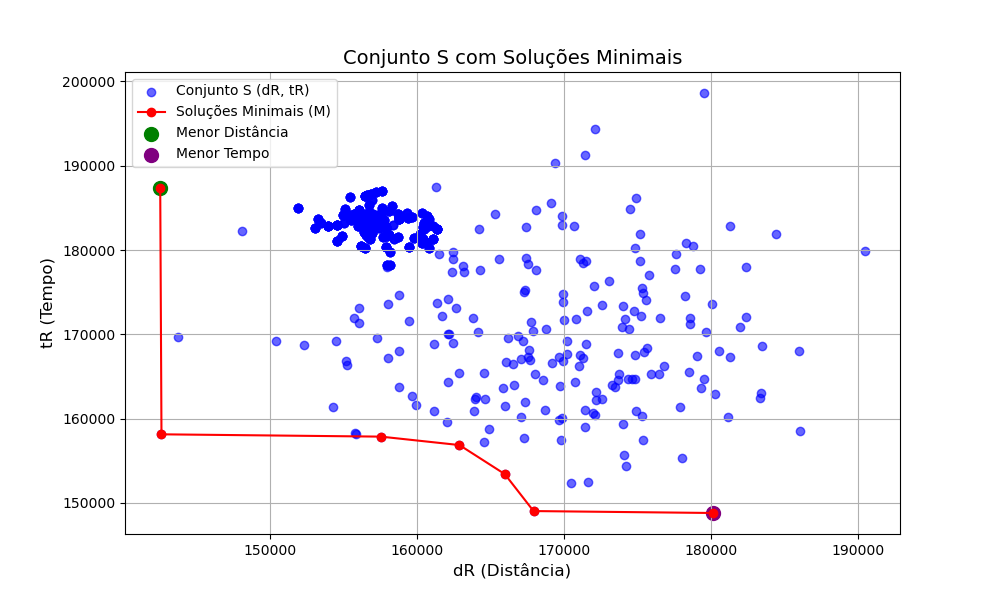 Conjunto S com Soluções Minimais
Conjunto S (dR, tR)
Soluções Minimais (M)
Menor Distância
Menor Tempo
tR (Tempo)
200000
190000
180000
170000
160000
150000
150000 160000 170000 180000 190000
dR (Distância)